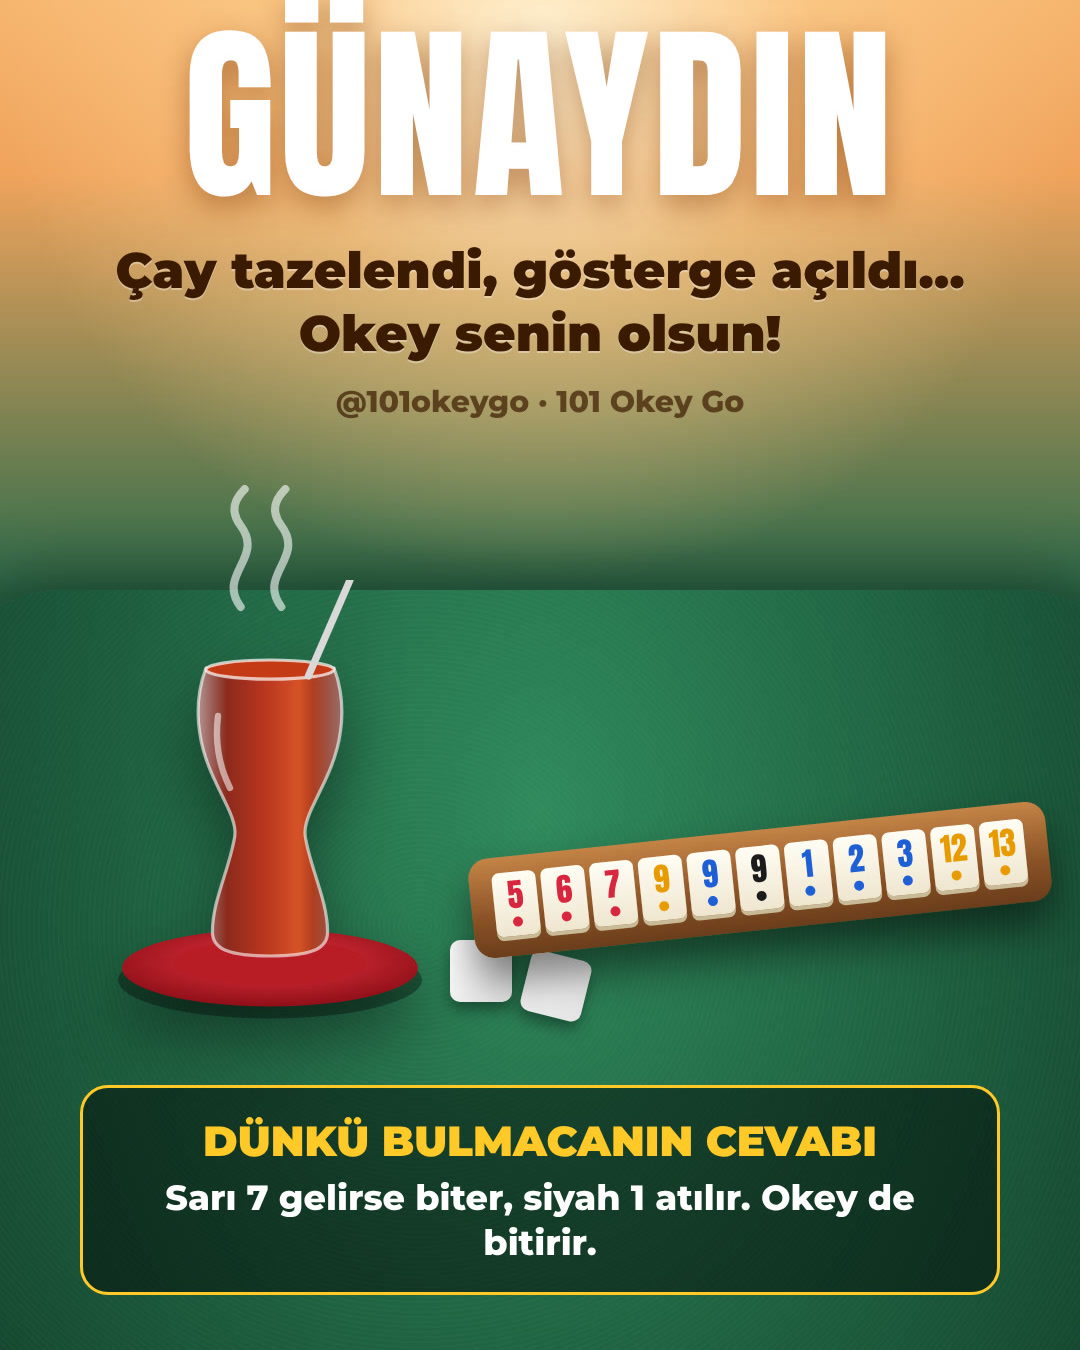 GÜNAYDIN
Çay tazelendi, gösterge açıldı...
Okey senin olsun!
@101okeygo • 101 Okey Go
5 6 7 9 9 9 1 2 3 12 13
DÜNKÜ BULMACANIN CEVABI
Sarı 7 gelirse biter, siyah 1 atılır. Okey de
bitirir.